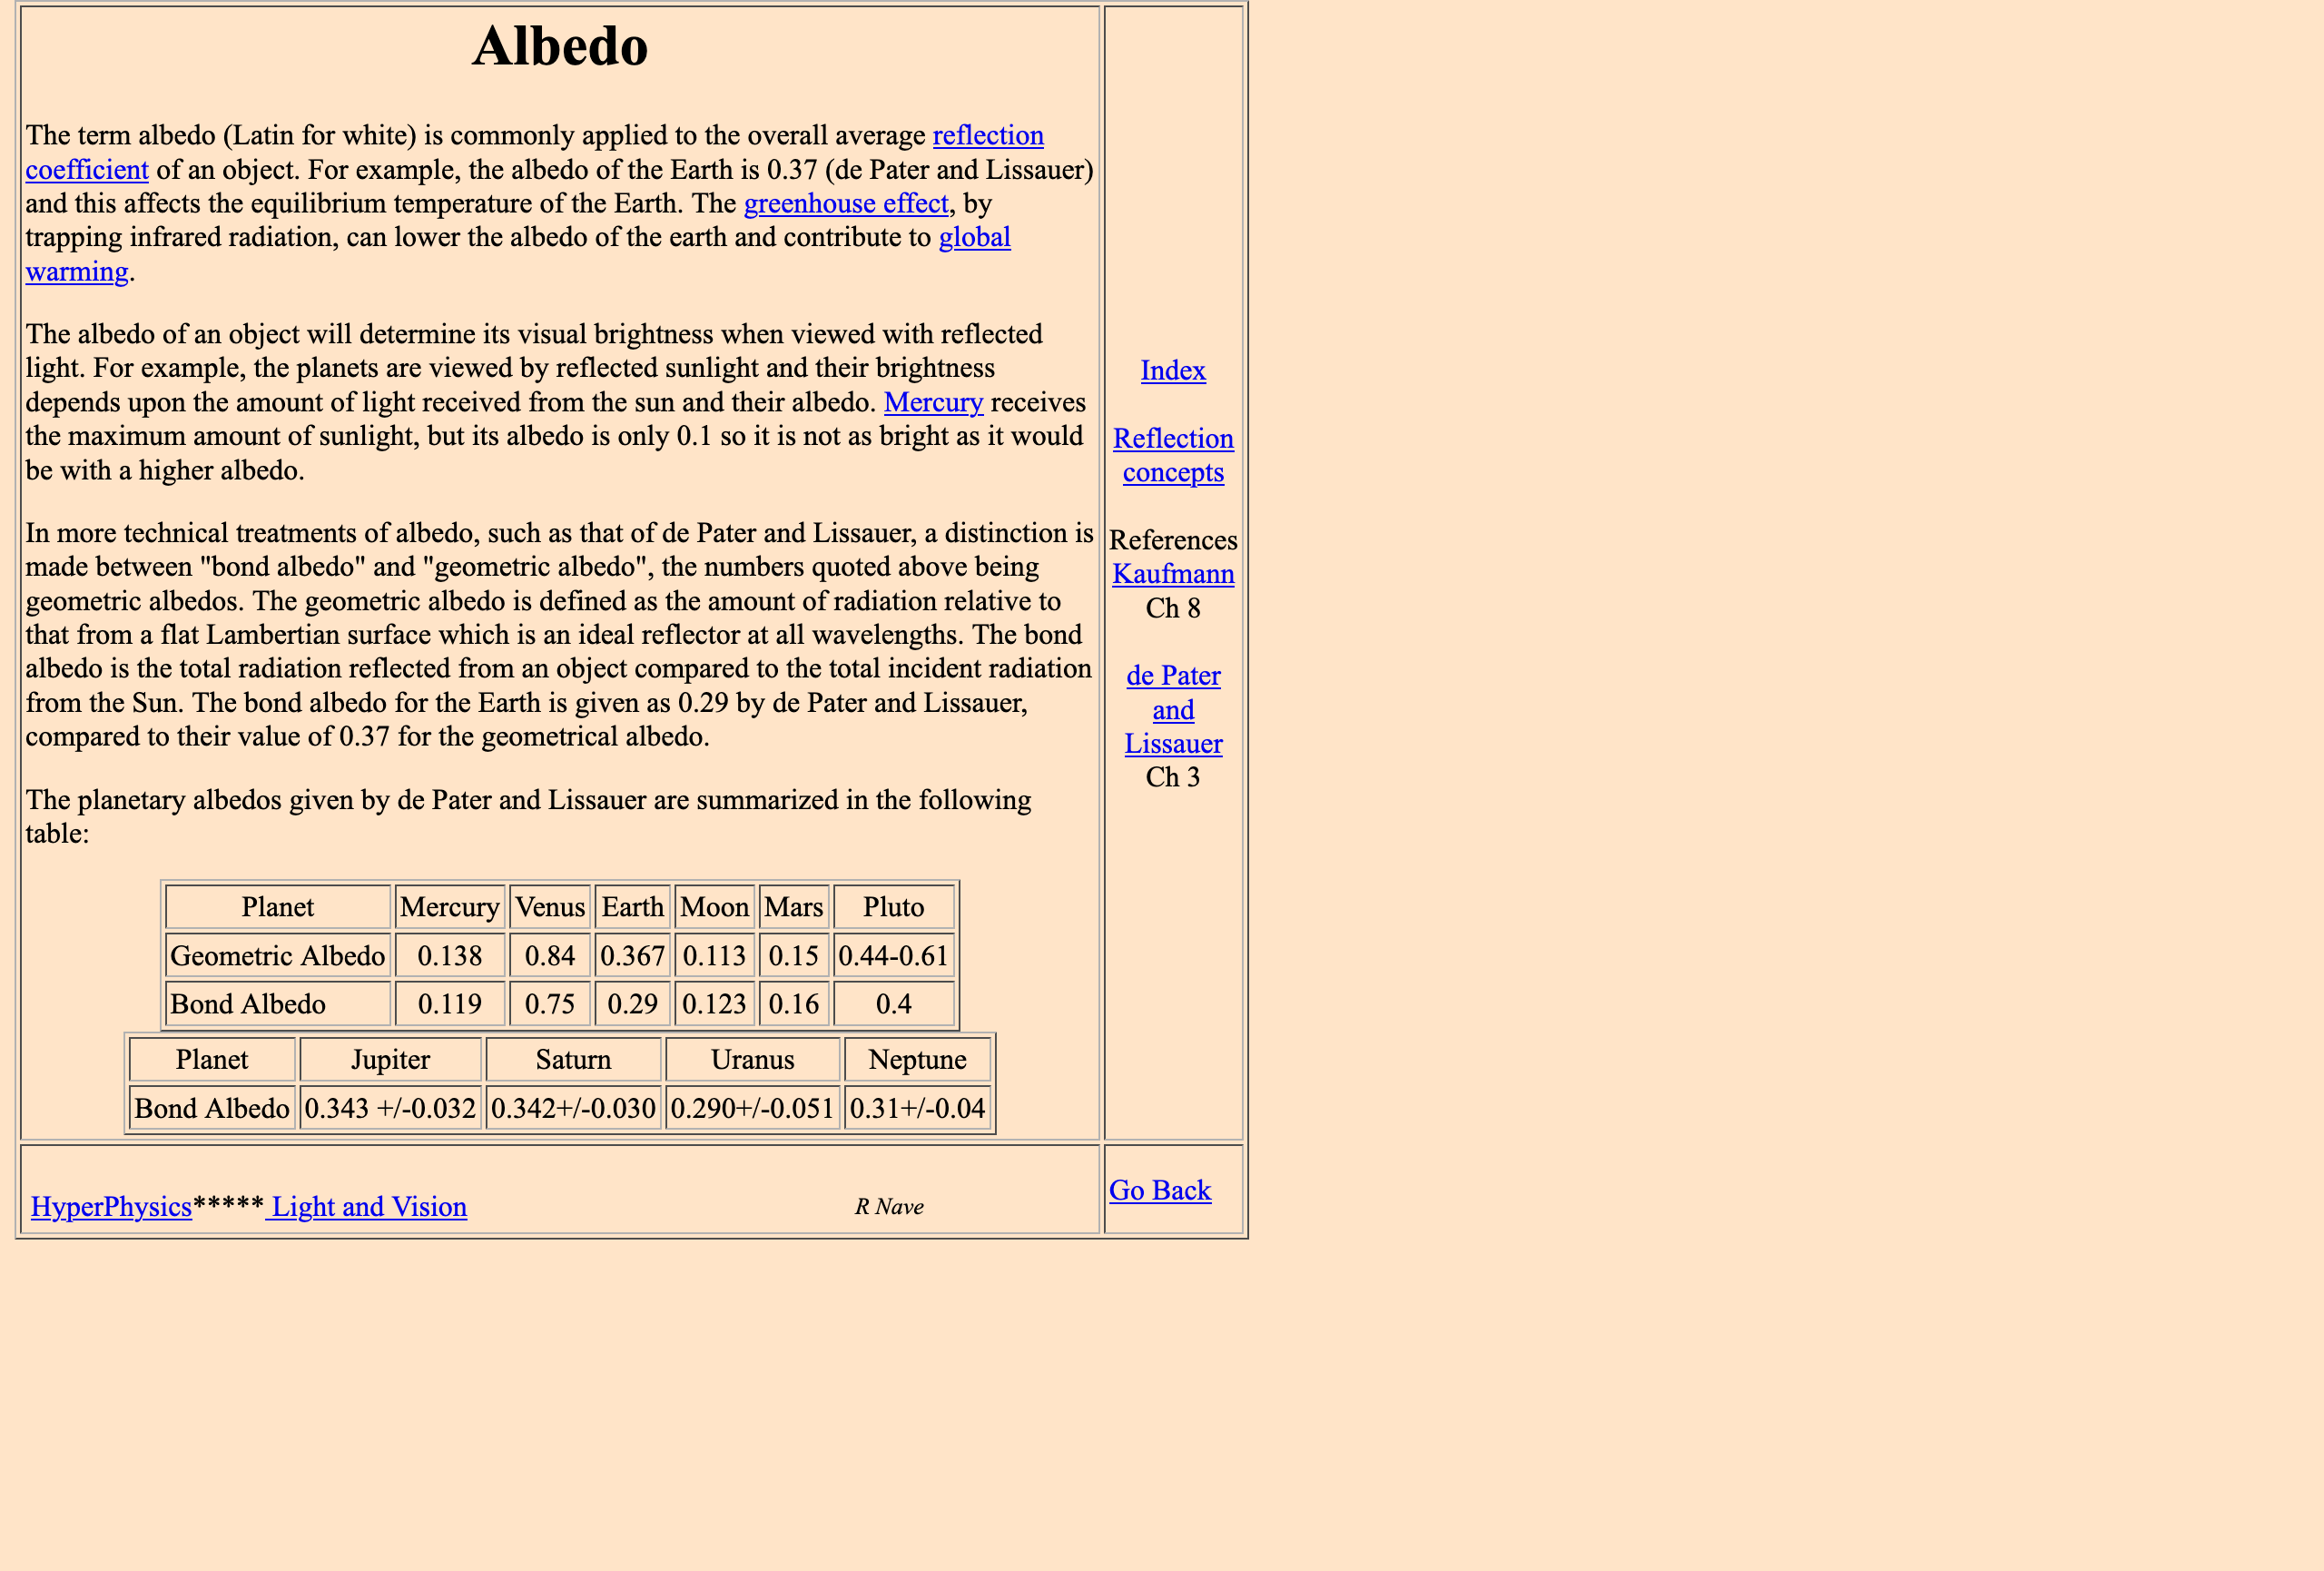 Albedo
The term albedo (Latin for white) is commonly applied to the overall average reflection
coefficient of an object. For example, the albedo of the Earth is 0.37 (de Pater and Lissauer)
and this affects the equilibrium temperature of the Earth. The greenhouse effect, by
trapping infrared radiation, can lower the albedo of the earth and contribute to global
warming.
The albedo of an object will determine its visual brightness when viewed with reflected
light. For example, the planets are viewed by reflected sunlight and their brightness
depends upon the amount of light received from the sun and their albedo. Mercury receives
the maximum amount of sunlight, but its albedo is only 0.1 so it is not as bright as it would
be with a higher albedo.
In more technical treatments of albedo, such as that of de Pater and Lissauer, a distinction is
made between "bond albedo" and "geometric albedo", the numbers quoted above being
geometric albedos. The geometric albedo is defined as the amount of radiation relative to
that from a flat Lambertian surface which is an ideal reflector at all wavelengths. The bond
albedo is the total radiation reflected from an object compared to the total incident radiation
from the Sun. The bond albedo for the Earth is given as 0.29 by de Pater and Lissauer,
compared to their value of 0.37 for the geometrical albedo.
The planetary albedos given by de Pater and Lissauer are summarized in the following
table:
Planet Mercury Venus Earth Moon Mars Pluto
Geometric Albedo 0.138 0.84 0.367 0.113 0.15 0.44-0.61
Bond Albedo 0.119 0.75 0.29 0.123 0.16 0.4
Planet Jupiter Saturn Uranus Neptune
Bond Albedo 0.343 +/-0.032 0.342+/-0.030 0.290+/-0.051 0.31+/-0.04
Index
Reflection
concepts
References
Kaufmann
Ch 8
de Pater
and
Lissauer
Ch 3
HyperPhysics***** Light and Vision R Nave
Go Back